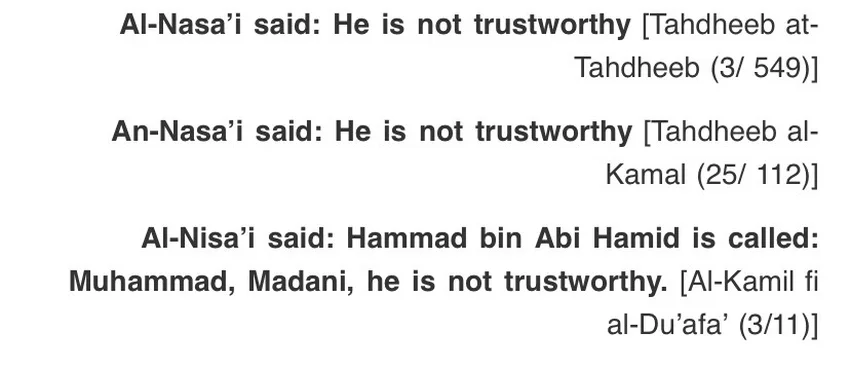 Al-Nasa’i said: He is not trustworthy [Tahdheeb at-
Tahdheeb (3/ 549)]
An-Nasa’i said: He is not trustworthy [Tahdheeb al-
Kamal (25/ 112)]
Al-Nisa’i said: Hammad bin Abi Hamid is called:
Muhammad, Madani, he is not trustworthy. [Al-Kamil fi
al-Du’afa’ (3/11)]